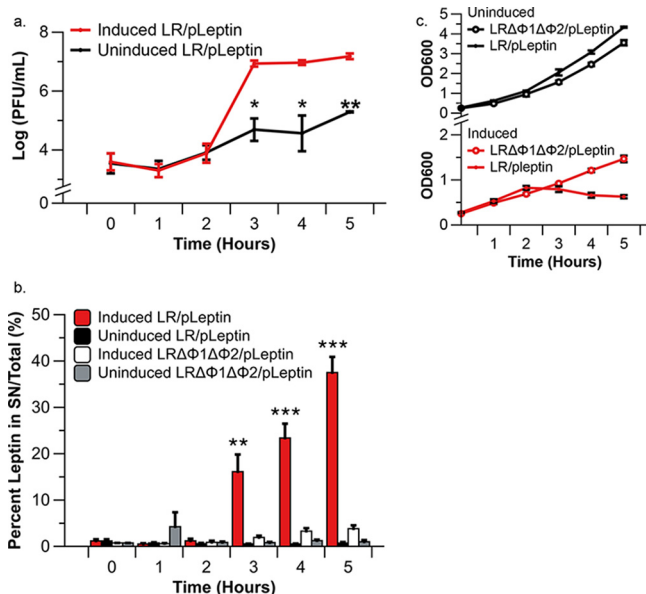 a.
Induced LR/pLeptin
Uninduced LR/pLeptin
Log (PFU/mL)
8
6
4
0
* * **
0 1 2 3 4 5
Time (Hours)
c.
Uninduced
LRΔΦ1ΔΦ2/pLeptin
LR/pLeptin
OD600
5
4
3
2
1
0
Induced
LRΔΦ1ΔΦ2/pLeptin
LR/pleptin
OD600
2
1
0
1 2 3 4 5
Time (Hours)
b.
Induced LR/pLeptin
Uninduced LR/pLeptin
Induced LRΔΦ1ΔΦ2/pLeptin
Uninduced LRΔΦ1ΔΦ2/pLeptin
Percent Leptin in SN/Total (%)
50
40
30
20
10
0
** *** ***
0 1 2 3 4 5
Time (Hours)